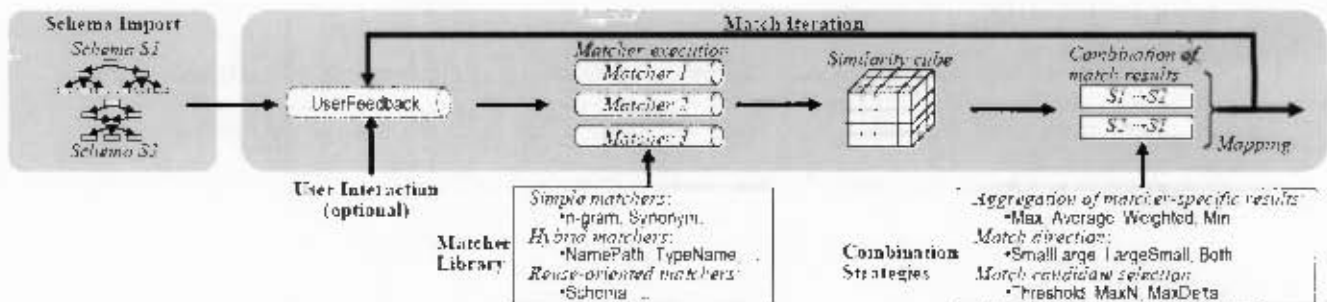 Schema Import
Schema S1
Schema S2
Match Iteration
UserFeedback
User Interaction
(optional)
Matcher execution
Matcher 1
Matcher 2
Matcher 3
Similarity cube
Combination of
match results
S1→S2
S2→S1
Mapping
Matcher
Library
Simple matchers:
•n-gram, Synonym,
Hybrid matchers:
•NamePath, TypeName, ...
Reuse-oriented matchers:
•Schema ...
Combination
Strategies
Aggregation of matcher-specific results:
•Max, Average, Weighted, Min
Match direction:
•SmallLarge, LargeSmall, Both
Match candidate selection
•Threshold, MaxN, MaxDelta